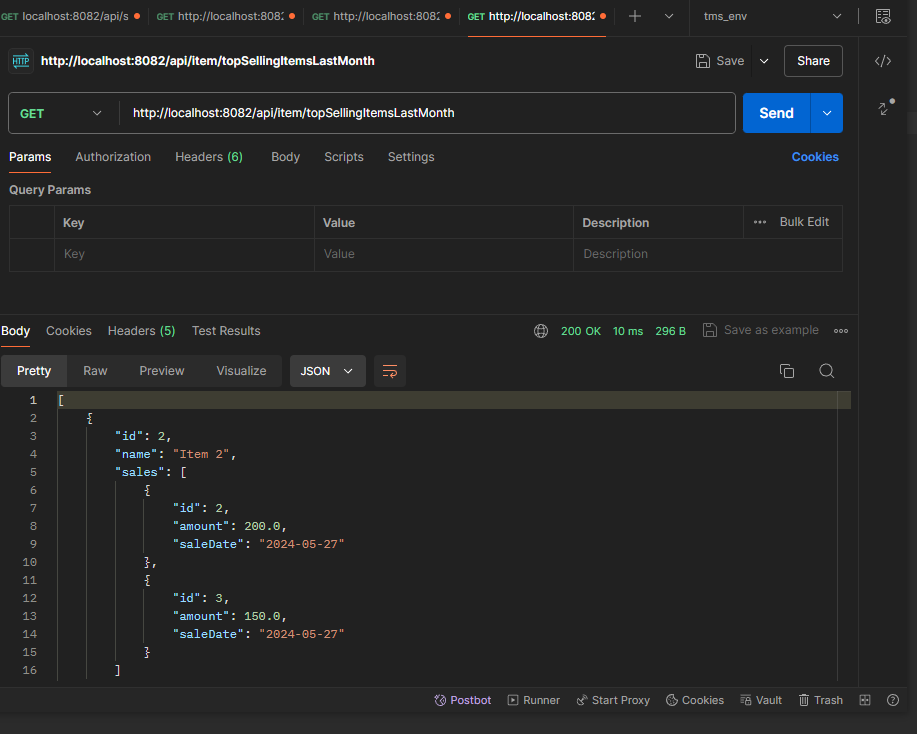 GET http://localhost:8082/api/s GET http://localhost:8082 GET http://localhost:8082 GET http://localhost:8082 tms_env
HTTP http://localhost:8082/api/item/topSellingItemsLastMonth Save Share
GET http://localhost:8082/api/item/topSellingItemsLastMonth Send
Params Authorization Headers (6) Body Scripts Settings Cookies
Query Params
Key Value Description Bulk Edit
Key Value Description
Body Cookies Headers (5) Test Results 200 OK 10 ms 296 B Save as example
Pretty Raw Preview Visualize JSON
1 [
2 {
3 "id": 2,
4 "name": "Item 2",
5 "sales": [
6 {
7 "id": 2,
8 "amount": 200.0,
9 "saleDate": "2024-05-27"
10 },
11 {
12 "id": 3,
13 "amount": 150.0,
14 "saleDate": "2024-05-27"
15 }
16 ]
Postbot Runner Start Proxy Cookies Vault Trash